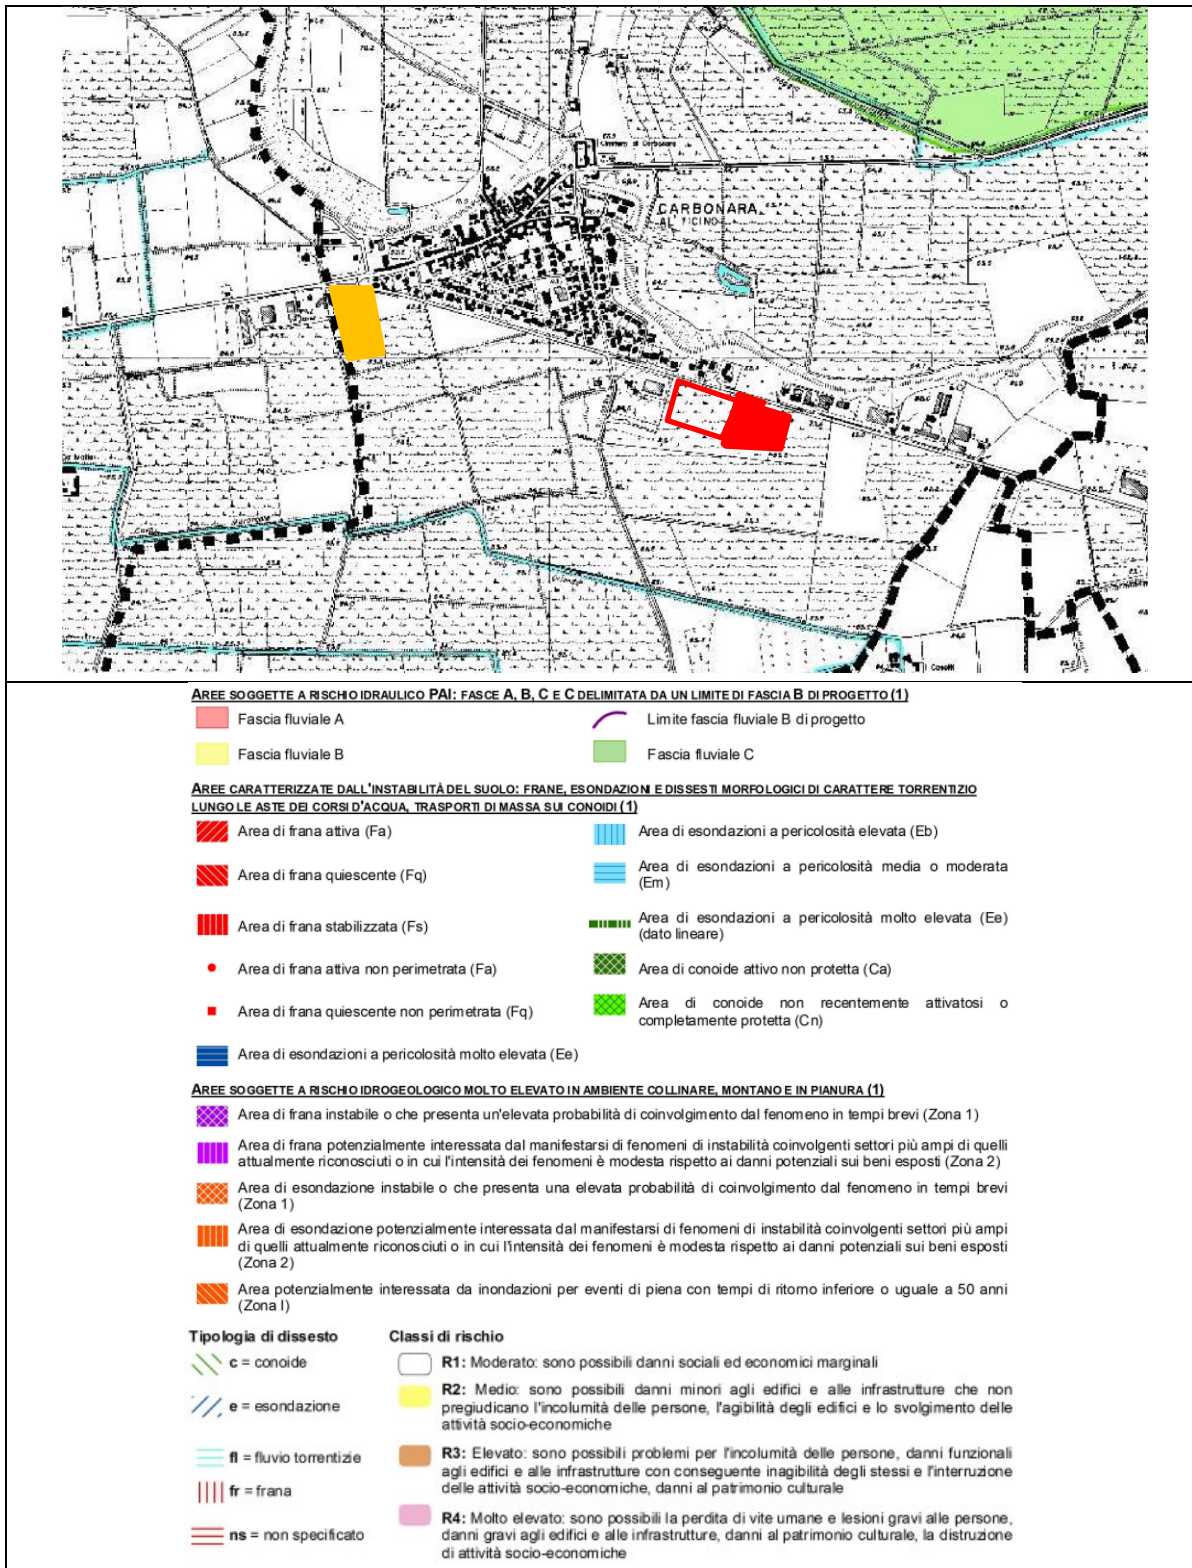 Cimitero di Carbonara
CARBONARA
AL TICINO
AREE SOGGETTE A RISCHIO IDRAULICO PAI: FASCE A, B, C E C DELIMITATA DA UN LIMITE DI FASCIA B DI PROGETTO (1)
Fascia fluviale A
Limite fascia fluviale B di progetto
Fascia fluviale B
Fascia fluviale C
AREE CARATTERIZZATE DALL'INSTABILITÀ DEL SUOLO: FRANE, ESONDAZIONI E DISSESTI MORFOLOGICI DI CARATTERE TORRENTIZIO
LUNGO LE ASTE DEI CORSI D'ACQUA, TRASPORTI DI MASSA SUI CONOIDI (1)
Area di frana attiva (Fa)
Area di esondazioni a pericolosità elevata (Eb)
Area di frana quiescente (Fq)
Area di esondazioni a pericolosità media o moderata
(Em)
Area di frana stabilizzata (Fs)
Area di esondazioni a pericolosità molto elevata (Ee)
(dato lineare)
Area di frana attiva non perimetrata (Fa)
Area di conoide attivo non protetta (Ca)
Area di frana quiescente non perimetrata (Fq)
Area di conoide non recentemente attivatosi o
completamente protetta (Cn)
Area di esondazioni a pericolosità molto elevata (Ee)
AREE SOGGETTE A RISCHIO IDROGEOLOGICO MOLTO ELEVATO IN AMBIENTE COLLINARE, MONTANO E IN PIANURA (1)
Area di frana instabile o che presenta un'elevata probabilità di coinvolgimento dal fenomeno in tempi brevi (Zona 1)
Area di frana potenzialmente interessata dal manifestarsi di fenomeni di instabilità coinvolgenti settori più ampi di quelli
attualmente riconosciuti o in cui l'intensità dei fenomeni è modesta rispetto ai danni potenziali sui beni esposti (Zona 2)
Area di esondazione instabile o che presenta una elevata probabilità di coinvolgimento dal fenomeno in tempi brevi
(Zona 1)
Area di esondazione potenzialmente interessata dal manifestarsi di fenomeni di instabilità coinvolgenti settori più ampi
di quelli attualmente riconosciuti o in cui l'intensità dei fenomeni è modesta rispetto ai danni potenziali sui beni esposti
(Zona 2)
Area potenzialmente interessata da inondazioni per eventi di piena con tempi di ritorno inferiore o uguale a 50 anni
(Zona I)
Tipologia di dissesto
Classi di rischio
c = conoide
R1: Moderato: sono possibili danni sociali ed economici marginali
e = esondazione
R2: Medio: sono possibili danni minori agli edifici e alle infrastrutture che non
pregiudicano l'incolumità delle persone, l'agibilità degli edifici e lo svolgimento delle
attività socio-economiche
fl = fluvio torrentizie
R3: Elevato: sono possibili problemi per l'incolumità delle persone, danni funzionali
agli edifici e alle infrastrutture con conseguente inagibilità degli stessi e l'interruzione
delle attività socio-economiche, danni al patrimonio culturale
fr = frana
ns = non specificato
R4: Molto elevato: sono possibili la perdita di vite umane e lesioni gravi alle persone,
danni gravi agli edifici e alle infrastrutture, danni al patrimonio culturale, la distruzione
di attività socio-economiche